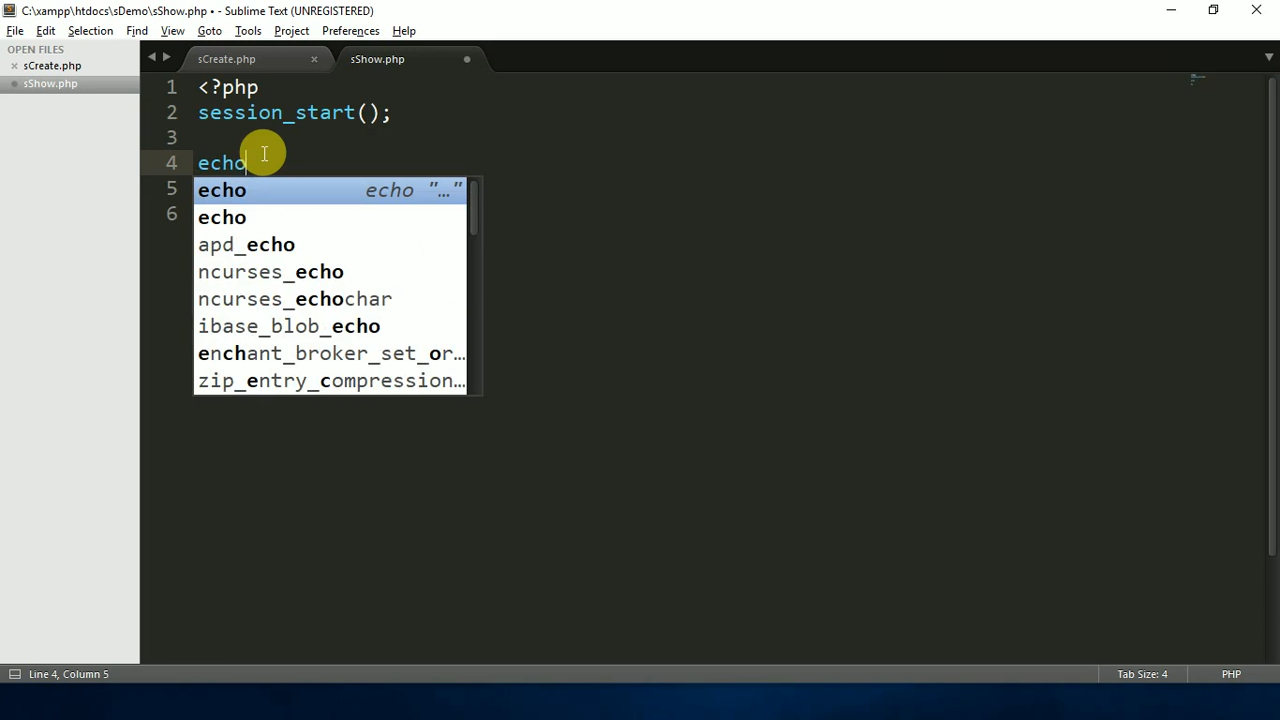 C:\xampp\htdocs\sDemo\sShow.php • - Sublime Text (UNREGISTERED)
File Edit Selection Find View Goto Tools Project Preferences Help
OPEN FILES
sCreate.php
sShow.php
sCreate.php
sShow.php
1 <?php
2 session_start();
3
4 echo
5
6
echo echo "…"
echo
apd_echo
ncurses_echo
ncurses_echochar
ibase_blob_echo
enchant_broker_set_or…
zip_entry_compression…
Line 4, Column 5
Tab Size: 4
PHP